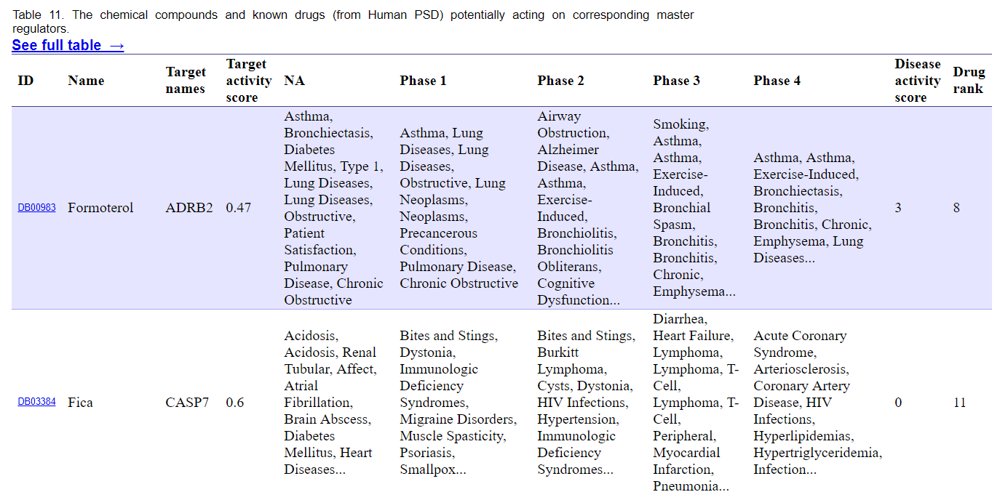 Table 11. The chemical compounds and known drugs (from Human PSD) potentially acting on corresponding master
regulators.
See full table →
ID
Name
Target
names
Target
activity
score
NA
Phase 1
Phase 2
Phase 3
Phase 4
Disease
activity
score
Drug
rank
DB00983
Formoterol
ADRB2
0.47
Asthma,
Bronchiectasis,
Diabetes
Mellitus, Type 1,
Lung Diseases,
Lung Diseases,
Obstructive,
Patient
Satisfaction,
Pulmonary
Disease, Chronic
Obstructive
Asthma, Lung
Diseases, Lung
Diseases,
Obstructive, Lung
Neoplasms,
Neoplasms,
Precancerous
Conditions,
Pulmonary Disease,
Chronic Obstructive
Airway
Obstruction,
Alzheimer
Disease, Asthma,
Asthma,
Exercise-
Induced,
Bronchiolitis,
Bronchiolitis
Obliterans,
Cognitive
Dysfunction...
Smoking,
Asthma,
Asthma,
Exercise-
Induced,
Bronchial
Spasm,
Bronchitis,
Bronchitis,
Chronic,
Emphysema...
Asthma, Asthma,
Exercise-Induced,
Bronchiectasis,
Bronchitis,
Bronchitis, Chronic,
Emphysema, Lung
Diseases...
3
8
DB03384
Fica
CASP7
0.6
Acidosis,
Acidosis, Renal
Tubular, Affect,
Atrial
Fibrillation,
Brain Abscess,
Diabetes
Mellitus, Heart
Diseases...
Bites and Stings,
Dystonia,
Immunologic
Deficiency
Syndromes,
Migraine Disorders,
Muscle Spasticity,
Psoriasis,
Smallpox...
Bites and Stings,
Burkitt
Lymphoma,
Cysts, Dystonia,
HIV Infections,
Hypertension,
Immunologic
Deficiency
Syndromes...
Diarrhea,
Heart Failure,
Lymphoma,
Lymphoma, T-
Cell,
Lymphoma, T-
Cell,
Peripheral,
Myocardial
Infarction,
Pneumonia...
Acute Coronary
Syndrome,
Arteriosclerosis,
Coronary Artery
Disease, HIV
Infections,
Hyperlipidemias,
Hypertriglyceridemia,
Infection...
0
11